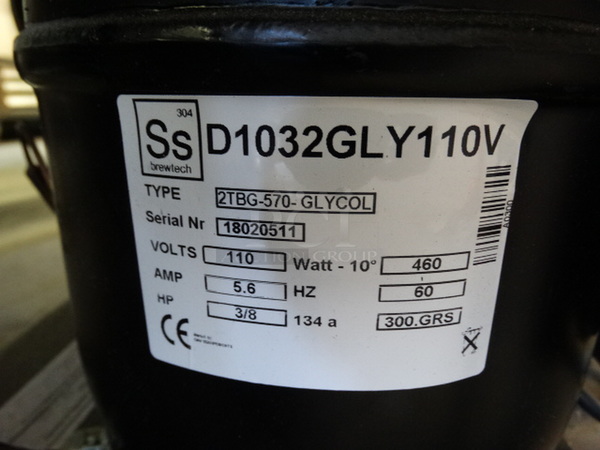 304
Ss D1032GLY110V
brewtech
TYPE 2TBG-570- GLYCOL
Serial Nr 18020511
VOLTS 110 Watt - 10° 460
AMP 5.6 HZ 60
HP 3/8 134 a 300.GRS
CE
A0300